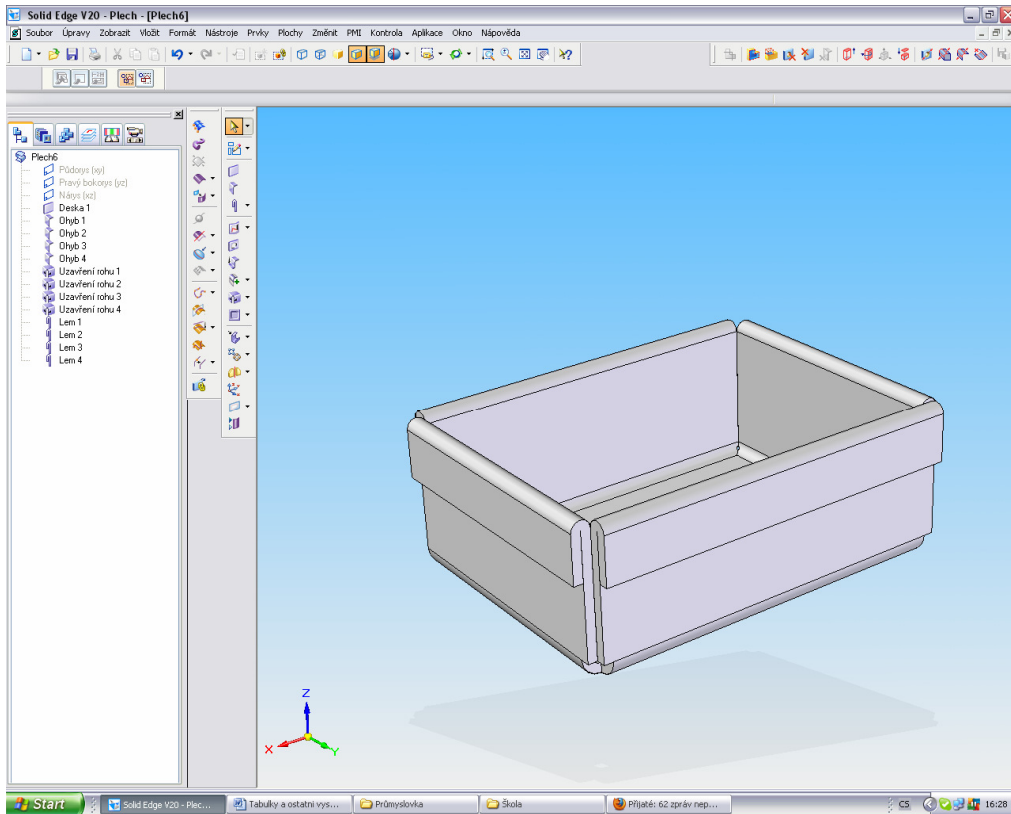 Solid Edge V20 - Plech - [Plech6]
Soubor Úpravy Zobrazit Vložit Formát Nástroje Prvky Plochy Změnit PMI Kontrola Aplikace Okno Nápověda
Plech6
Půdorys (xy)
Pravý bokorys (yz)
Nárys (xz)
Deska 1
Ohyb 1
Ohyb 2
Ohyb 3
Ohyb 4
Uzavření rohu 1
Uzavření rohu 2
Uzavření rohu 3
Uzavření rohu 4
Lem 1
Lem 2
Lem 3
Lem 4
Z
X
Y
Start Solid Edge V20 - Plec... Tabulky a ostatni vys... Průmyslovka Škola Přijaté: 62 zpráv nep... CS 16:28